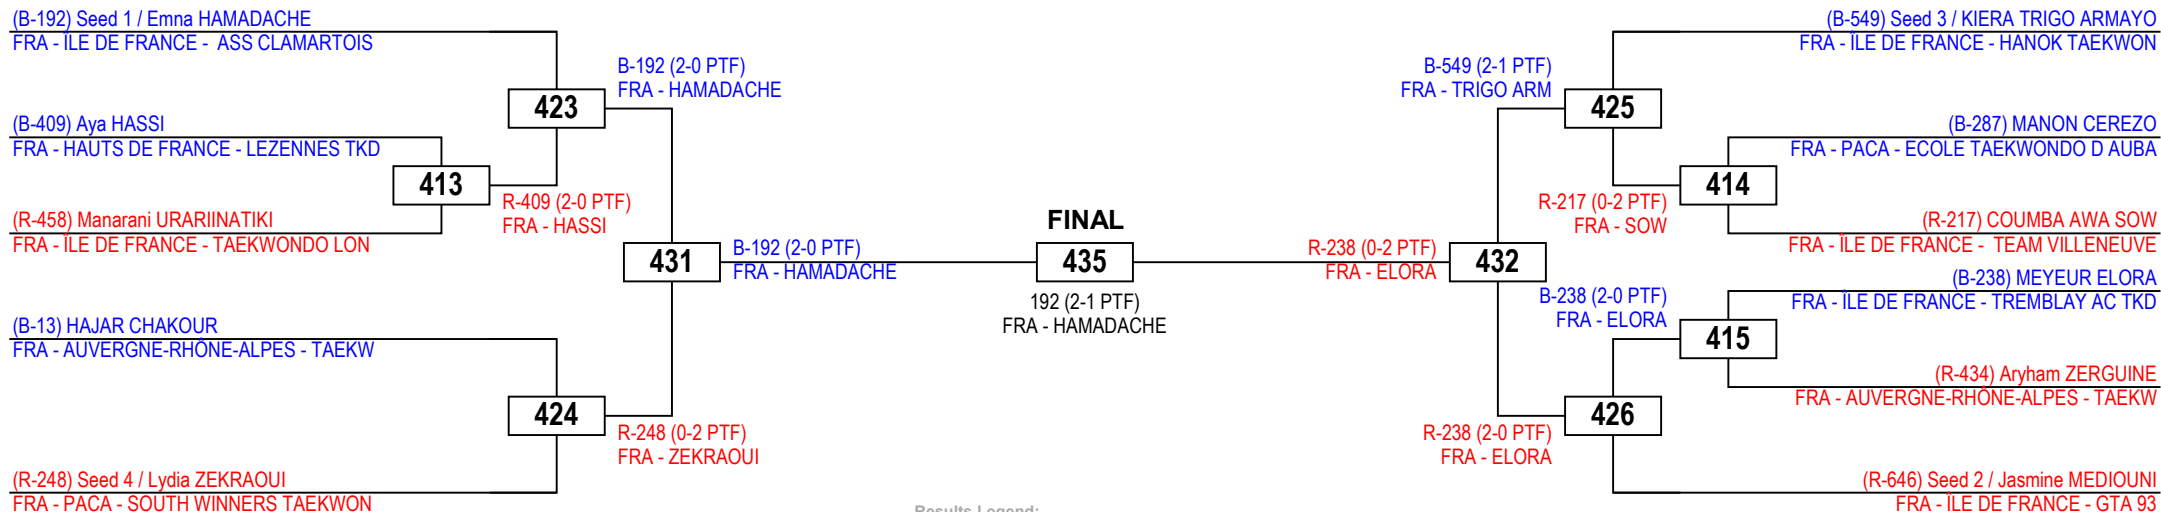 (B-192) Seed 1 / Emna HAMADACHE
FRA - ÎLE DE FRANCE - ASS CLAMARTOIS
B-192 (2-0 PTF)
FRA - HAMADACHE
423
(B-409) Aya HASSI
FRA - HAUTS DE FRANCE - LEZENNES TKD
413
R-409 (2-0 PTF)
FRA - HASSI
(R-458) Manarani URARIINATIKI
FRA - ÎLE DE FRANCE - TAEKWONDO LON
431
B-192 (2-0 PTF)
FRA - HAMADACHE
(B-13) HAJAR CHAKOUR
FRA - AUVERGNE-RHÔNE-ALPES - TAEKW
424
R-248 (0-2 PTF)
FRA - ZEKRAOUI
(R-248) Seed 4 / Lydia ZEKRAOUI
FRA - PACA - SOUTH WINNERS TAEKWON
FINAL
435
192 (2-1 PTF)
FRA - HAMADACHE
Results Legend:
(B-549) Seed 3 / KIERA TRIGO ARMAYO
FRA - ÎLE DE FRANCE - HANOK TAEKWON
B-549 (2-1 PTF)
FRA - TRIGO ARM
425
(B-287) MANON CEREZO
FRA - PACA - ECOLE TAEKWONDO D AUBA
414
R-217 (0-2 PTF)
FRA - SOW
(R-217) COUMBA AWA SOW
FRA - ÎLE DE FRANCE - TEAM VILLENEUVE
R-238 (0-2 PTF)
FRA - ELORA
432
(B-238) MEYEUR ELORA
FRA - ÎLE DE FRANCE - TREMBLAY AC TKD
B-238 (2-0 PTF)
FRA - ELORA
415
(R-434) Aryham ZERGUINE
FRA - AUVERGNE-RHÔNE-ALPES - TAEKW
426
R-238 (2-0 PTF)
FRA - ELORA
(R-646) Seed 2 / Jasmine MEDIOUNI
FRA - ÎLE DE FRANCE - GTA 93